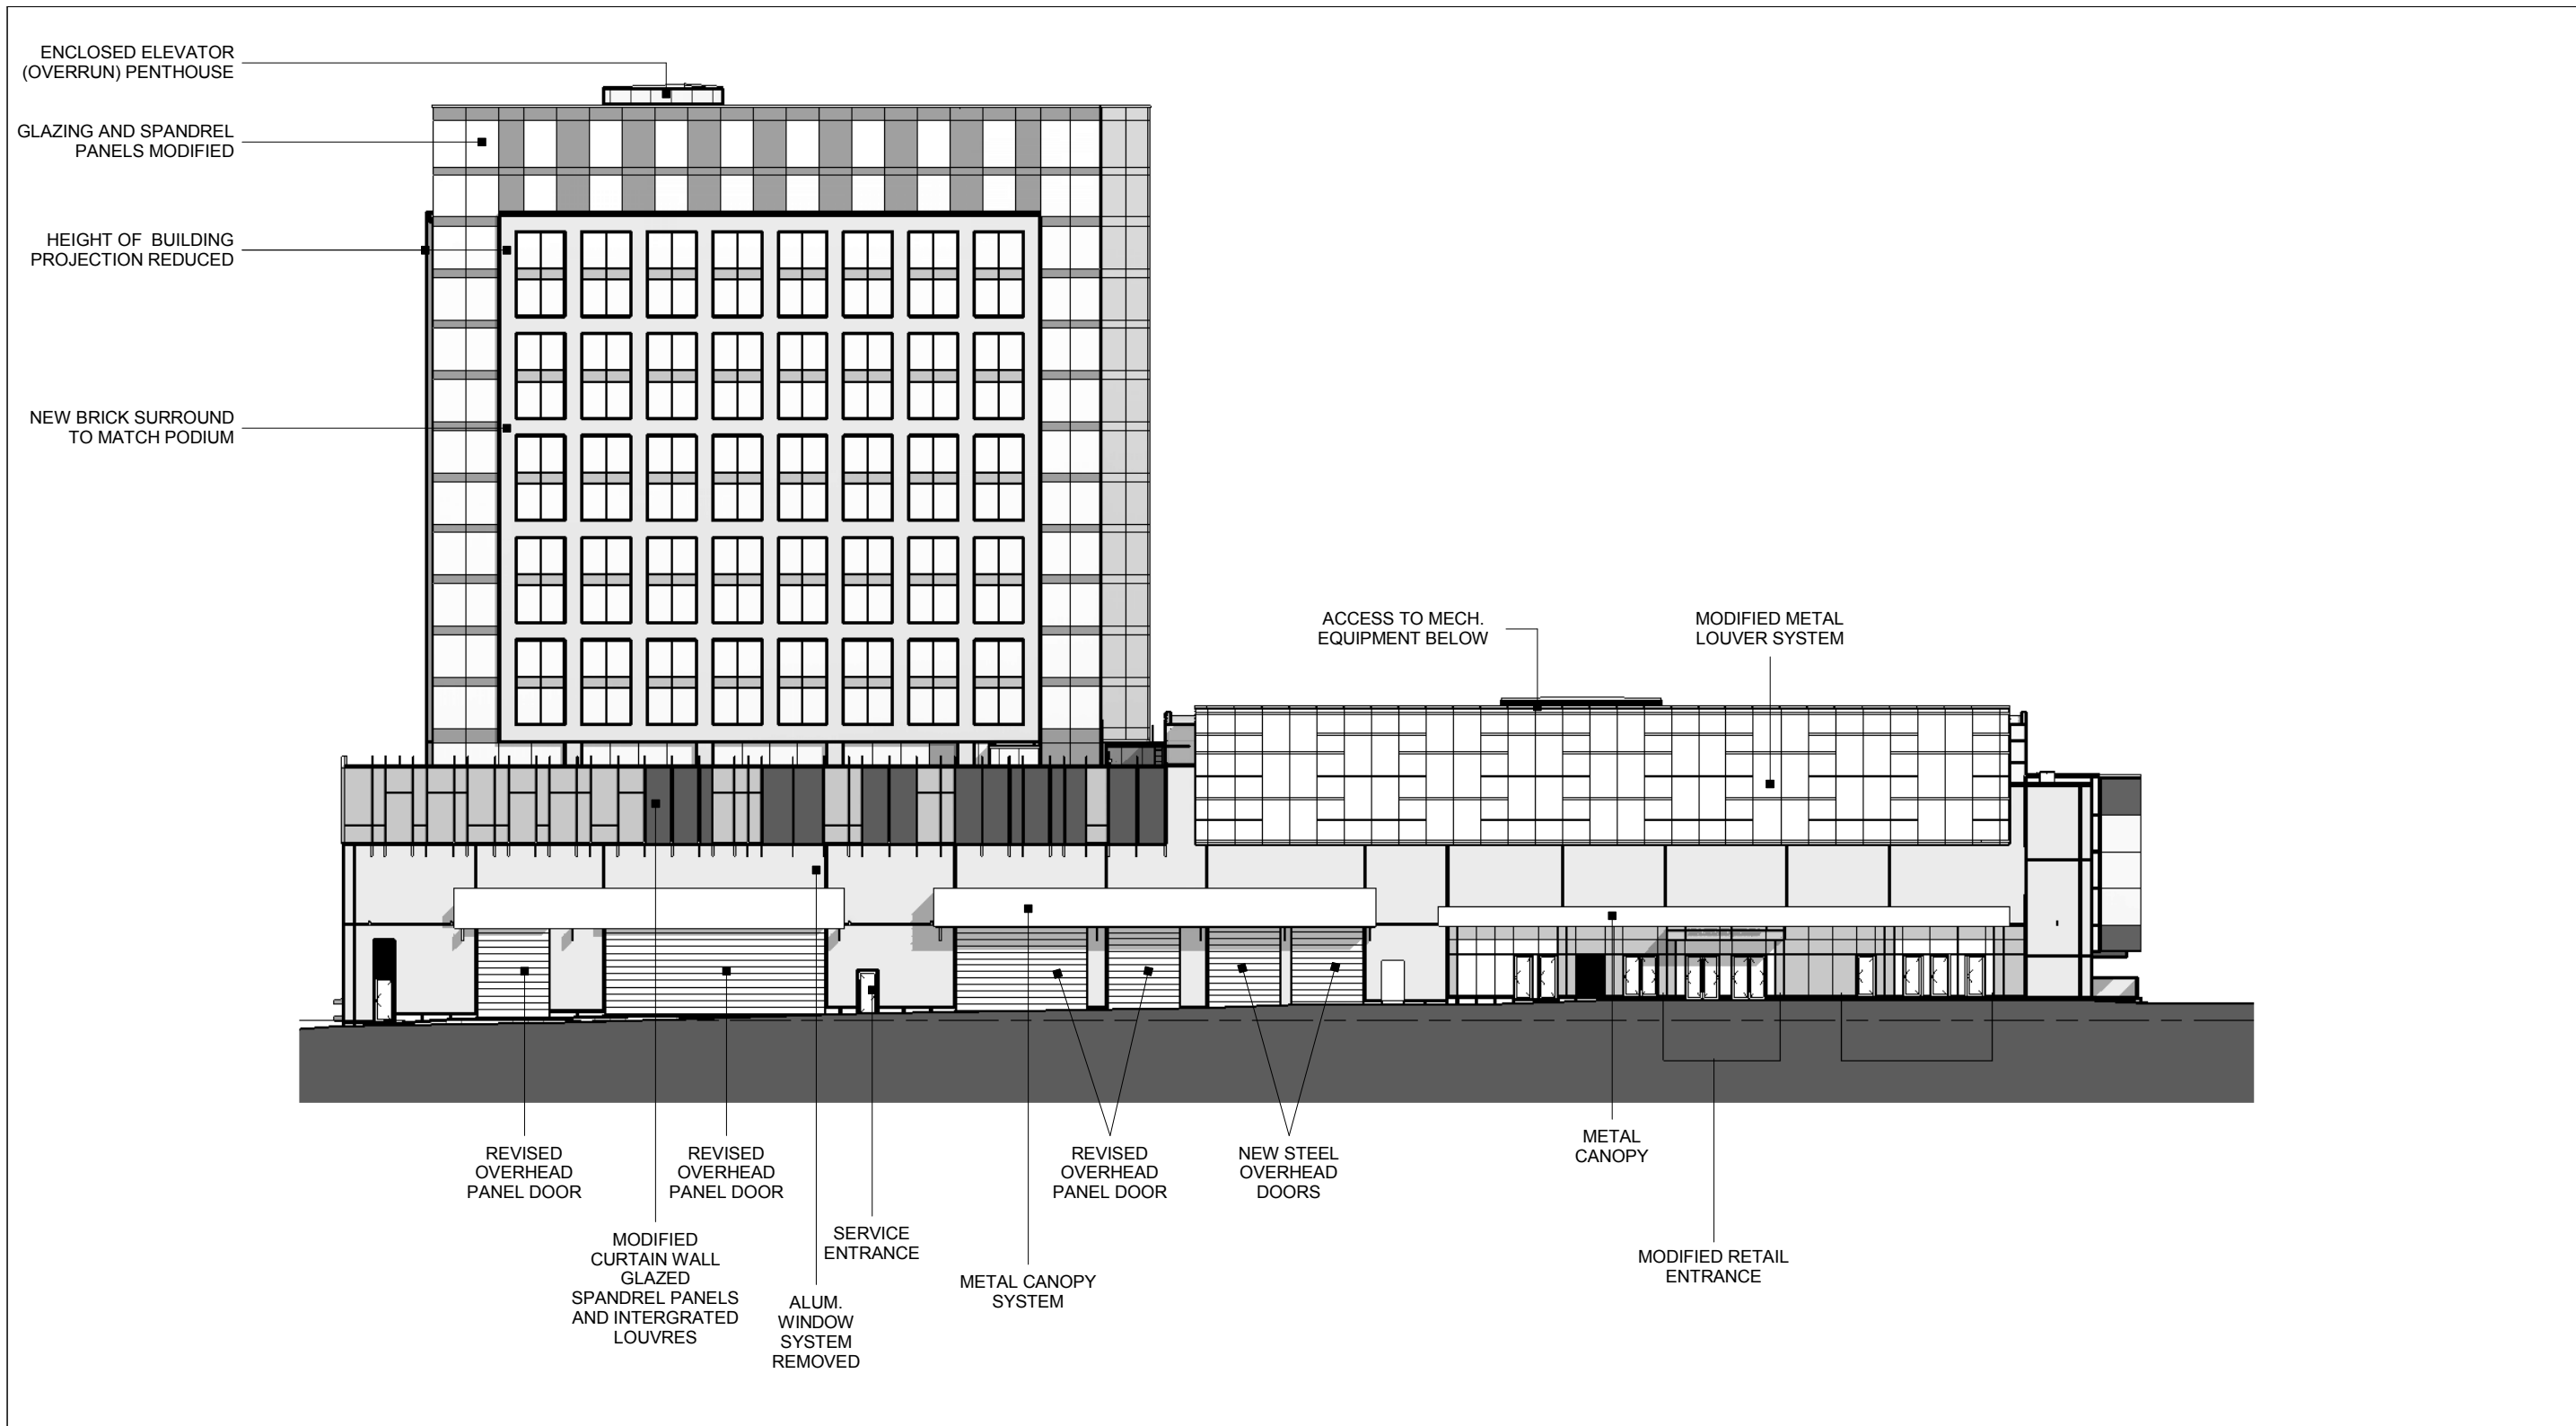 ENCLOSED ELEVATOR
(OVERRUN) PENTHOUSE
GLAZING AND SPANDREL
PANELS MODIFIED
HEIGHT OF BUILDING
PROJECTION REDUCED
NEW BRICK SURROUND
TO MATCH PODIUM
ACCESS TO MECH.
EQUIPMENT BELOW
MODIFIED METAL
LOUVER SYSTEM
REVISED
OVERHEAD
PANEL DOOR
REVISED
OVERHEAD
PANEL DOOR
REVISED
OVERHEAD
PANEL DOOR
NEW STEEL
OVERHEAD
DOORS
METAL
CANOPY
MODIFIED
CURTAIN WALL
GLAZED
SPANDREL PANELS
AND INTERGRATED
LOUVRES
SERVICE
ENTRANCE
ALUM.
WINDOW
SYSTEM
REMOVED
METAL CANOPY
SYSTEM
MODIFIED RETAIL
ENTRANCE